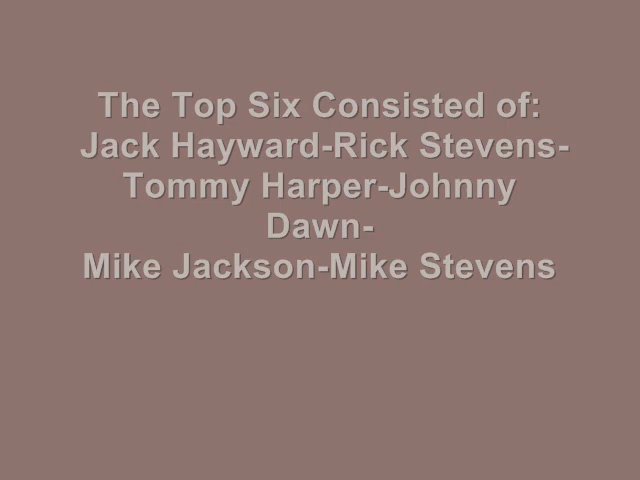 The Top Six Consisted of:
Jack Hayward-Rick Stevens-
Tommy Harper-Johnny
Dawn-
Mike Jackson-Mike Stevens